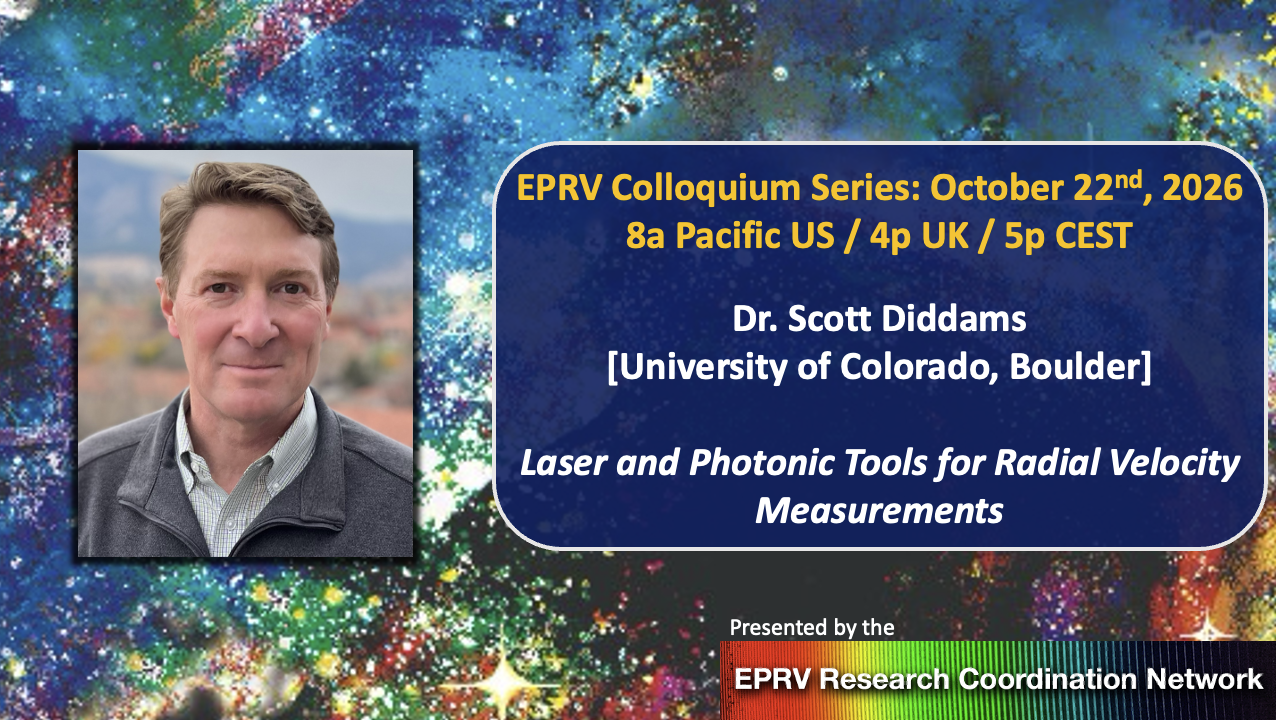 EPRV Colloquium Series: October 22nd, 2026
8a Pacific US / 4p UK / 5p CEST
Dr. Scott Diddams
[University of Colorado, Boulder]
Laser and Photonic Tools for Radial Velocity
Measurements
Presented by the
EPRV Research Coordination Network